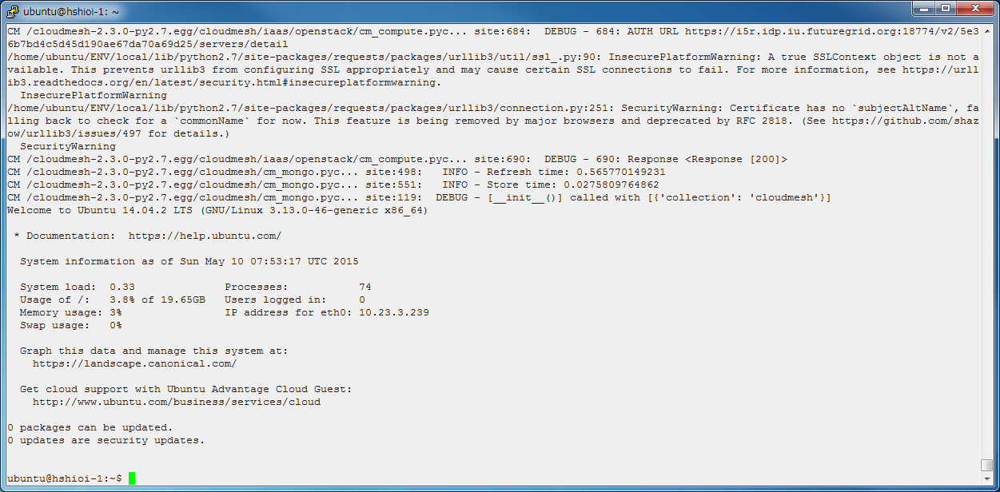 ubuntu@hshioi-1: ~
CM /cloudmesh-2.3.0-py2.7.egg/cloudmesh/iaas/openstack/cm_compute.pyc... site:684:  DEBUG - 684: AUTH URL https://i5r.idp.iu.futuregrid.org:18774/v2/5e3
6b7bd4c5d45d190ae67da70a69d25/servers/detail
/home/ubuntu/ENV/local/lib/python2.7/site-packages/requests/packages/urllib3/util/ssl_.py:90: InsecurePlatformWarning: A true SSLContext object is not a
vailable. This prevents urllib3 from configuring SSL appropriately and may cause certain SSL connections to fail. For more information, see https://urll
ib3.readthedocs.org/en/latest/security.html#insecureplatformwarning.
  InsecurePlatformWarning
/home/ubuntu/ENV/local/lib/python2.7/site-packages/requests/packages/urllib3/connection.py:251: SecurityWarning: Certificate has no `subjectAltName`, fa
lling back to check for a `commonName` for now. This feature is being removed by major browsers and deprecated by RFC 2818. (See https://github.com/shaz
ow/urllib3/issues/497 for details.)
  SecurityWarning
CM /cloudmesh-2.3.0-py2.7.egg/cloudmesh/iaas/openstack/cm_compute.pyc... site:690:  DEBUG - 690: Response <Response [200]>
CM /cloudmesh-2.3.0-py2.7.egg/cloudmesh/cm_mongo.pyc... site:498:   INFO - Refresh time: 0.565770149231
CM /cloudmesh-2.3.0-py2.7.egg/cloudmesh/cm_mongo.pyc... site:551:   INFO - Store time: 0.0275809764862
CM /cloudmesh-2.3.0-py2.7.egg/cloudmesh/cm_mongo.pyc... site:119:  DEBUG - [__init__()] called with [{'collection': 'cloudmesh'}]
Welcome to Ubuntu 14.04.2 LTS (GNU/Linux 3.13.0-46-generic x86_64)

 * Documentation:  https://help.ubuntu.com/

  System information as of Sun May 10 07:53:17 UTC 2015

  System load:  0.33              Processes:           74
  Usage of /:   3.8% of 19.65GB   Users logged in:     0
  Memory usage: 3%                IP address for eth0: 10.23.3.239
  Swap usage:   0%

  Graph this data and manage this system at:
    https://landscape.canonical.com/

  Get cloud support with Ubuntu Advantage Cloud Guest:
    http://www.ubuntu.com/business/services/cloud

0 packages can be updated.
0 updates are security updates.

ubuntu@hshioi-1:~$